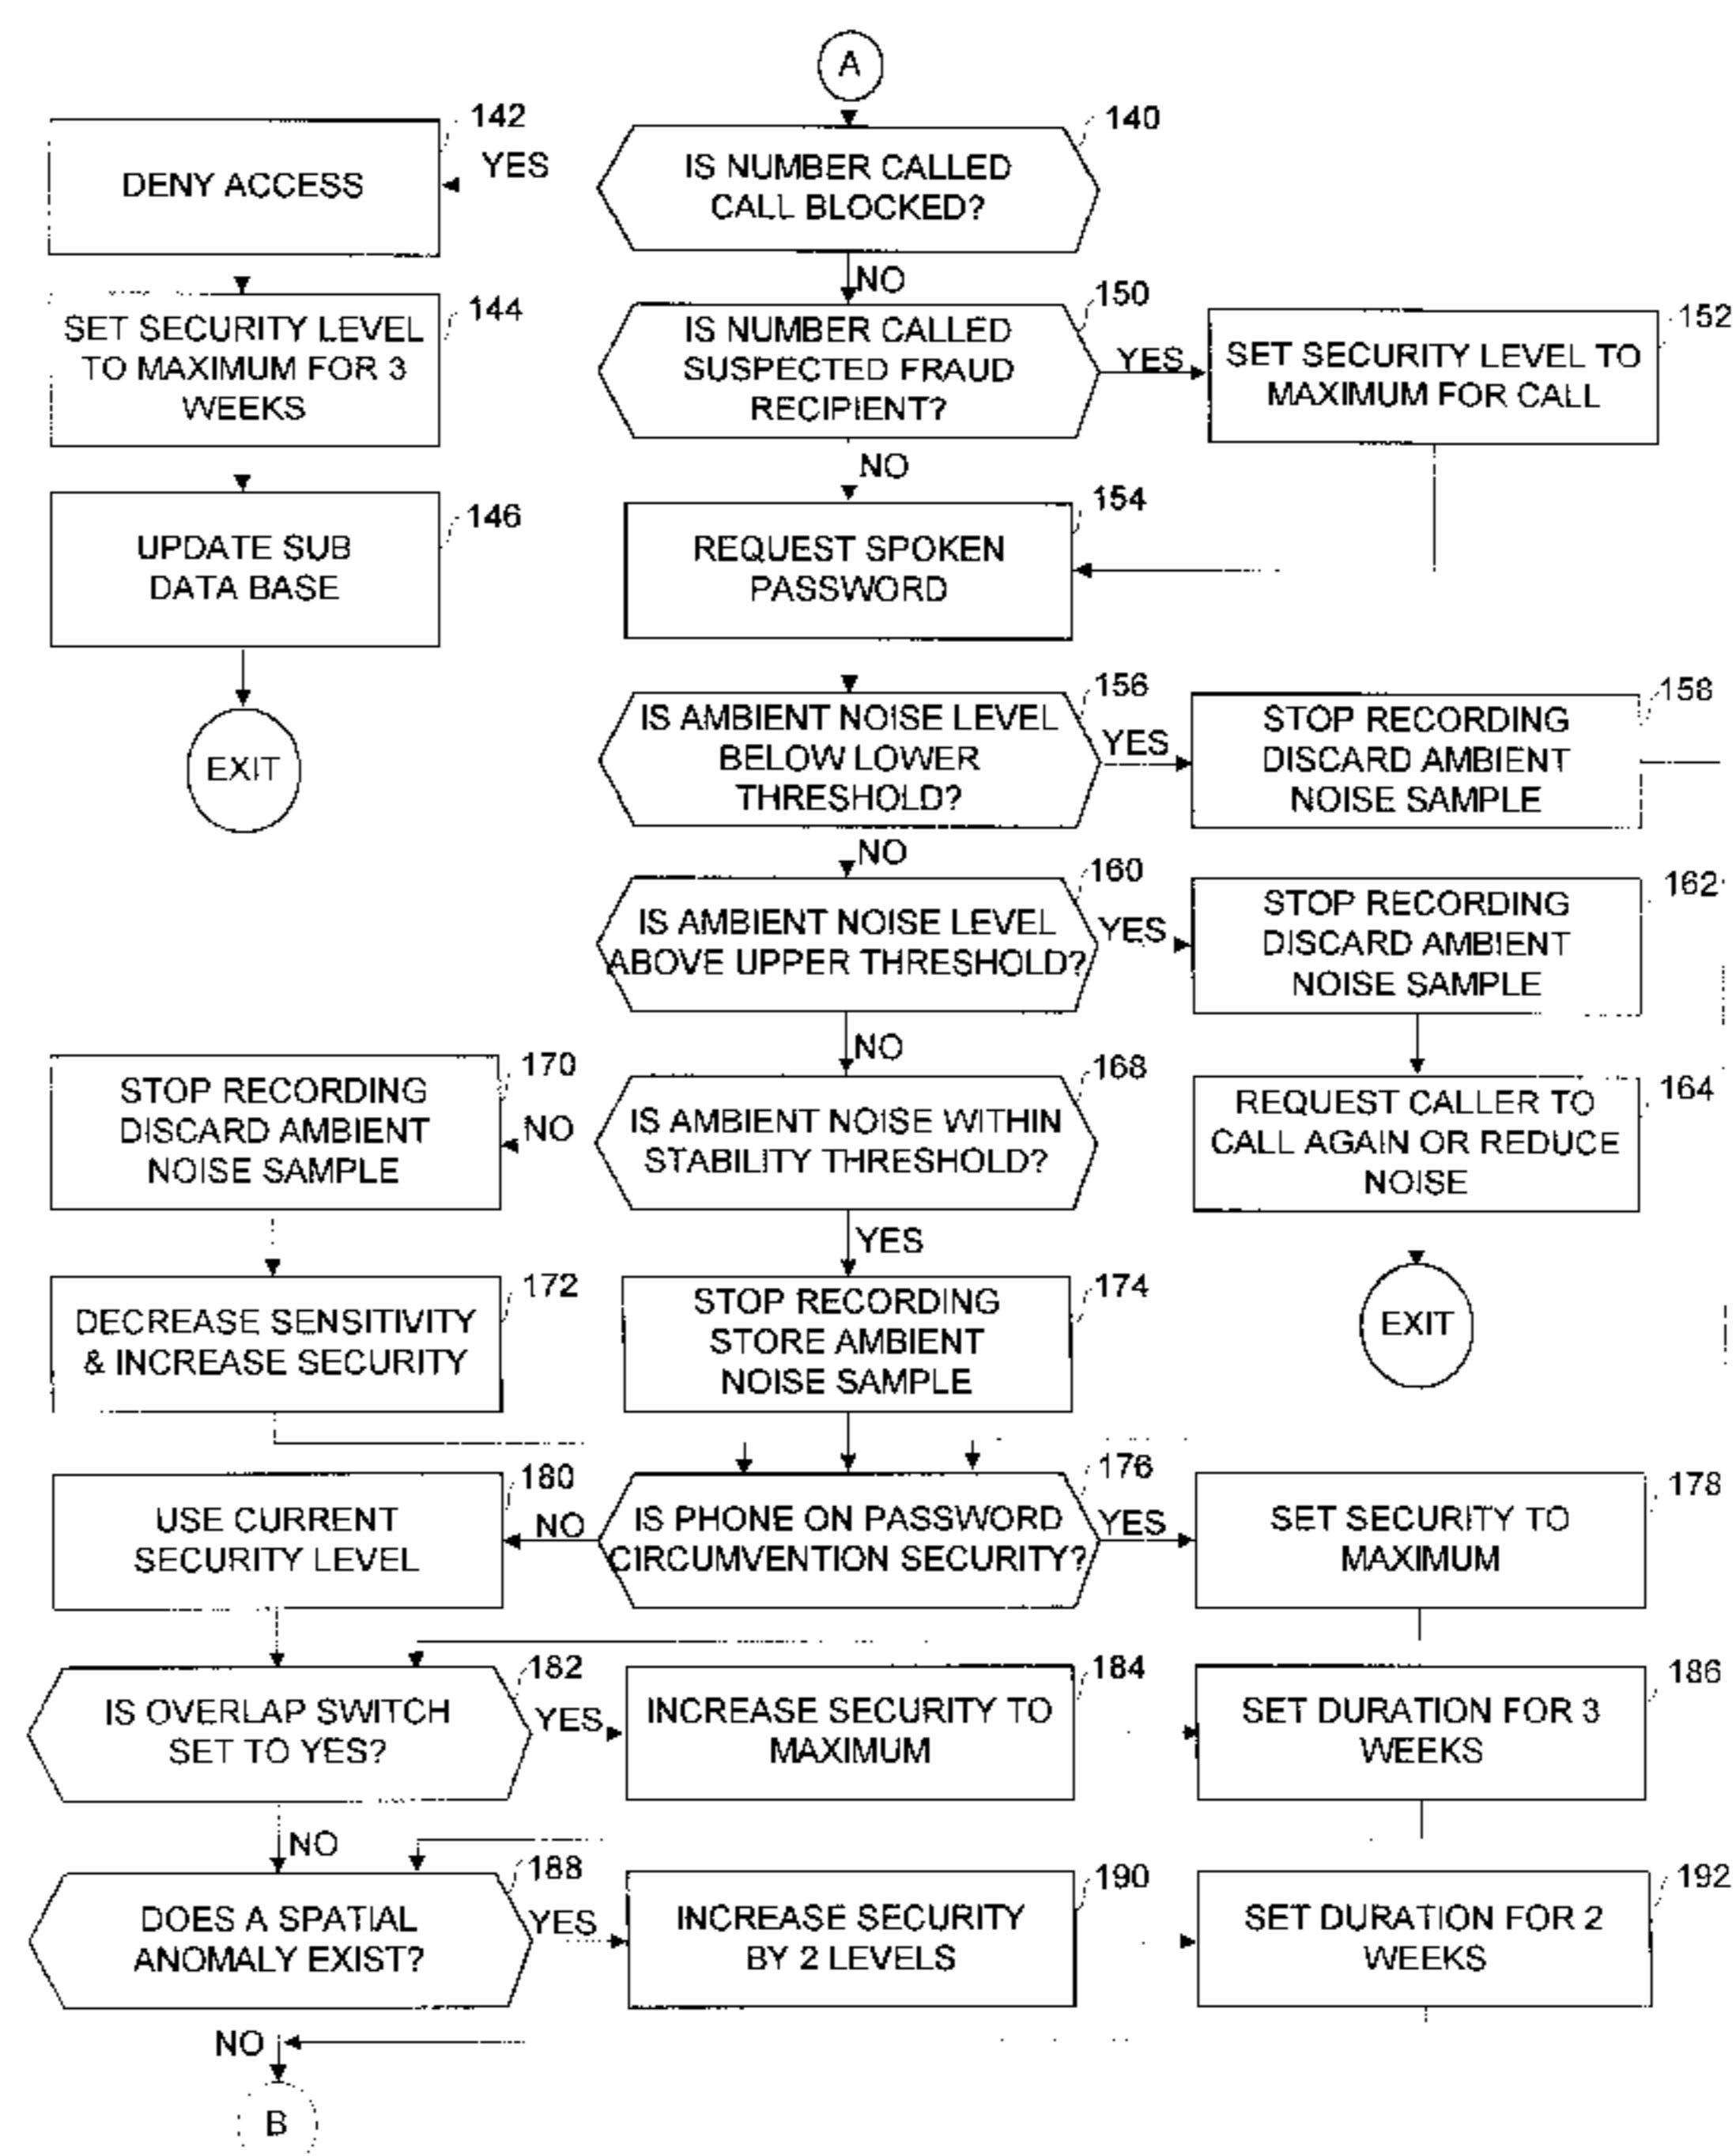 A
142
YES
DENY ACCESS
140
IS NUMBER CALLED
CALL BLOCKED?
NO
144
SET SECURITY LEVEL
TO MAXIMUM FOR 3
WEEKS
150
IS NUMBER CALLED
SUSPECTED FRAUD
RECIPIENT?
YES
152
SET SECURITY LEVEL TO
MAXIMUM FOR CALL
NO
146
UPDATE SUB
DATA BASE
154
REQUEST SPOKEN
PASSWORD
EXIT
156
IS AMBIENT NOISE LEVEL
BELOW LOWER
THRESHOLD?
YES
158
STOP RECORDING
DISCARD AMBIENT
NOISE SAMPLE
NO
160
IS AMBIENT NOISE LEVEL
ABOVE UPPER THRESHOLD?
YES
162
STOP RECORDING
DISCARD AMBIENT
NOISE SAMPLE
NO
170
STOP RECORDING
DISCARD AMBIENT
NOISE SAMPLE
NO
168
IS AMBIENT NOISE WITHIN
STABILITY THRESHOLD?
164
REQUEST CALLER TO
CALL AGAIN OR REDUCE
NOISE
YES
172
DECREASE SENSITIVITY
& INCREASE SECURITY
174
STOP RECORDING
STORE AMBIENT
NOISE SAMPLE
EXIT
180
USE CURRENT
SECURITY LEVEL
NO
176
IS PHONE ON PASSWORD
CIRCUMVENTION SECURITY?
YES
178
SET SECURITY TO
MAXIMUM
182
IS OVERLAP SWITCH
SET TO YES?
YES
184
INCREASE SECURITY TO
MAXIMUM
186
SET DURATION FOR 3
WEEKS
NO
188
DOES A SPATIAL
ANOMALY EXIST?
YES
190
INCREASE SECURITY
BY 2 LEVELS
192
SET DURATION FOR 2
WEEKS
NO
B